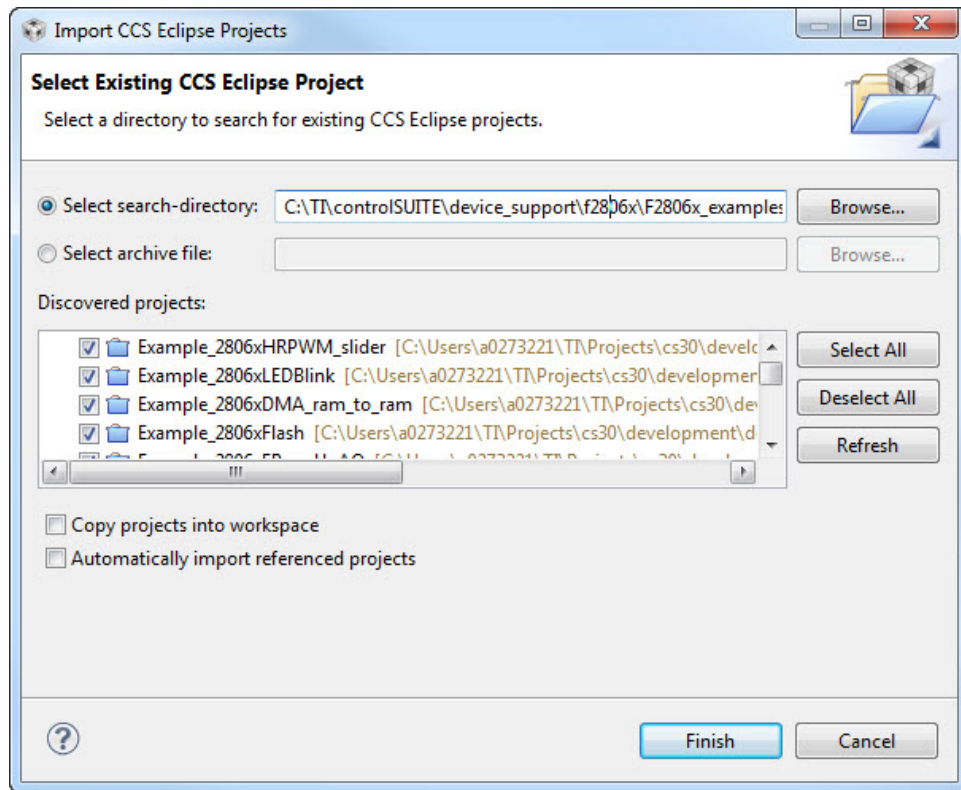 Import CCS Eclipse Projects
Select Existing CCS Eclipse Project
Select a directory to search for existing CCS Eclipse projects.
Select search-directory: C:\TI\controlSUITE\device_support\f2806x\F2806x_examples Browse...
Select archive file: Browse...
Discovered projects:
Example_2806xHRPWM_slider [C:\Users\a0273221\TI\Projects\cs30\develc Select All
Example_2806xLEDBlink [C:\Users\a0273221\TI\Projects\cs30\developmer
Example_2806xDMA_ram_to_ram [C:\Users\a0273221\TI\Projects\cs30\de Deselect All
Example_2806xFlash [C:\Users\a0273221\TI\Projects\cs30\development\d
Refresh
Copy projects into workspace
Automatically import referenced projects
? Finish Cancel